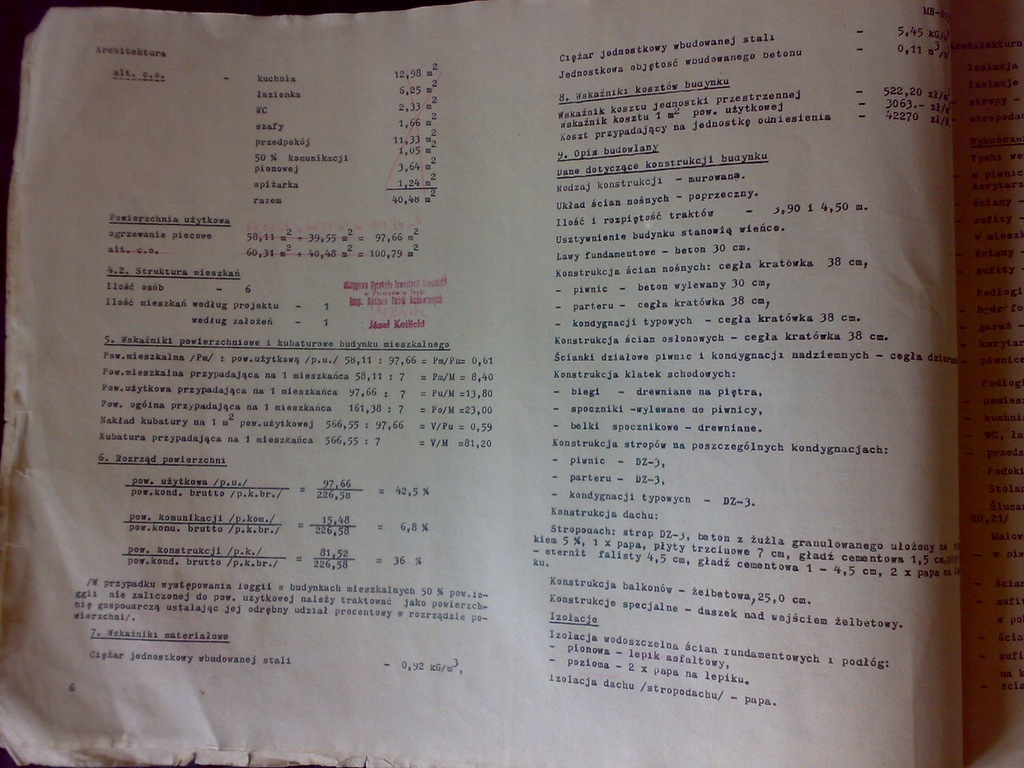 Architektura
alt. c.o. - kuchnia 12,98 m2
łazienka 6,25 m2
WC 2,33 m2
szafy 1,66 m2
przedpokój 11,33 m2
50 % komunikacji 1,05 m2
pionowej 3,64 m2
spiżarka 1,24 m2
razem 40,48 m2
Powierzchnia użytkowa
ogrzewanie piecowe 58,11 m2 + 39,55 m2 = 97,66 m2
alt. c.o. 60,31 m2 + 40,48 m2 = 100,79 m2
4.2. Struktura mieszkań
Ilość osób - 6
Ilość mieszkań według projektu - 1
według założeń - 1
Józef
5. Wskaźniki powierzchniowe i kubaturowe budynku mieszkalnego
Pow.mieszkalna /Pm/ : pow.użytkową /p.u./ 58,11 : 97,66 = Pm/Pu= 0,61
Pow.mieszkalna przypadająca na 1 mieszkańca 58,11 : 7 = Pm/M = 8,40
Pow.użytkowa przypadająca na 1 mieszkańca 97,66 : 7 = Pu/M =13,80
Pow. ogólna przypadająca na 1 mieszkańca 161,38 : 7 = Po/M =23,00
Nakład kubatury na 1 m2 pow.użytkowej 566,55 : 97,66 = V/Pu = 0,59
Kubatura przypadająca na 1 mieszkańca 566,55 : 7 = V/M =81,20
6. Rozrząd powierzchni
pow. użytkowa /p.u./ 97,66
pow.kond. brutto /p.k.br./ = 226,58 = 42,5 %
pow. komunikacji /p.kom./ 15,48
pow.kond. brutto /p.k.br./ = 226,58 = 6,8 %
pow. konstrukcji /p.k./ 81,52
pow.kond. brutto /p.k.br./ = 226,58 = 36 %
/W przypadku występowania loggii w budynkach mieszkalnych 50 % pow.lo-
ggii nie zaliczonej do pow. użytkowej należy traktować jako powierzch-
nię gospodarczą ustalając jej odrębny udział procentowy w rozrządzie po-
wierzchni/.
7. Wskaźniki materiałowe
Ciężar jednostkowy wbudowanej stali - 0,92 kG/m3,
6
Ciężar jednostkowy wbudowanej stali - 5,45 kG/
Jednostkowa objętość wbudowanego betonu - 0,11 m3/
8. Wskaźniki kosztów budynku
Wskaźnik kosztu jednostki przestrzennej - 522,20 zł/
Wskaźnik kosztu 1 m2 pow. użytkowej - 3063.- zł/
Koszt przypadający na jednostkę odniesienia - 42270 zł/
9. Opis budowlany
Dane dotyczące konstrukcji budynku
Rodzaj konstrukcji - murowana.
Układ ścian nośnych - poprzeczny.
Ilość i rozpiętość traktów - 3,90 i 4,50 m.
Usztywnienie budynku stanowią wieńce.
Ławy fundamentowe - beton 30 cm.
Konstrukcja ścian nośnych: cegła kratówka 38 cm,
- piwnic - beton wylewany 30 cm,
- parteru - cegła kratówka 38 cm,
- kondygnacji typowych - cegła kratówka 38 cm.
Konstrukcja ścian osłonowych - cegła kratówka 38 cm.
Ścianki działowe piwnic i kondygnacji nadziemnych - cegła
Konstrukcja klatek schodowych:
- biegi - drewniane na piętra,
- spoczniki -wylewane do piwnicy,
- belki spocznikowe - drewniane.
Konstrukcja stropów na poszczególnych kondygnacjach:
- piwnic - DZ-3,
- parteru - DZ-3,
- kondygnacji typowych - DZ-3.
Konstrukcja dachu:
Stropodach: strop DZ-3, beton z żużla granulowanego ułożony
kiem 5 %, 1 x papa, płyty trzcinowe 7 cm, gładź cementowa 1,5 cm,
- eternit falisty 4,5 cm, gładź cementowa 1 - 4,5 cm, 2 x papa na
ku.
Konstrukcja balkonów - żelbetowa,25,0 cm.
Konstrukcje specjalne - daszek nad wejściem żelbetowy.
Izolacje
Izolacja wodoszczelna ścian fundamentowych i podłóg:
- pionowa - lepik asfaltowy,
- pozioma - 2 x papa na lepiku,
Izolacja dachu /stropodachu/ - papa.